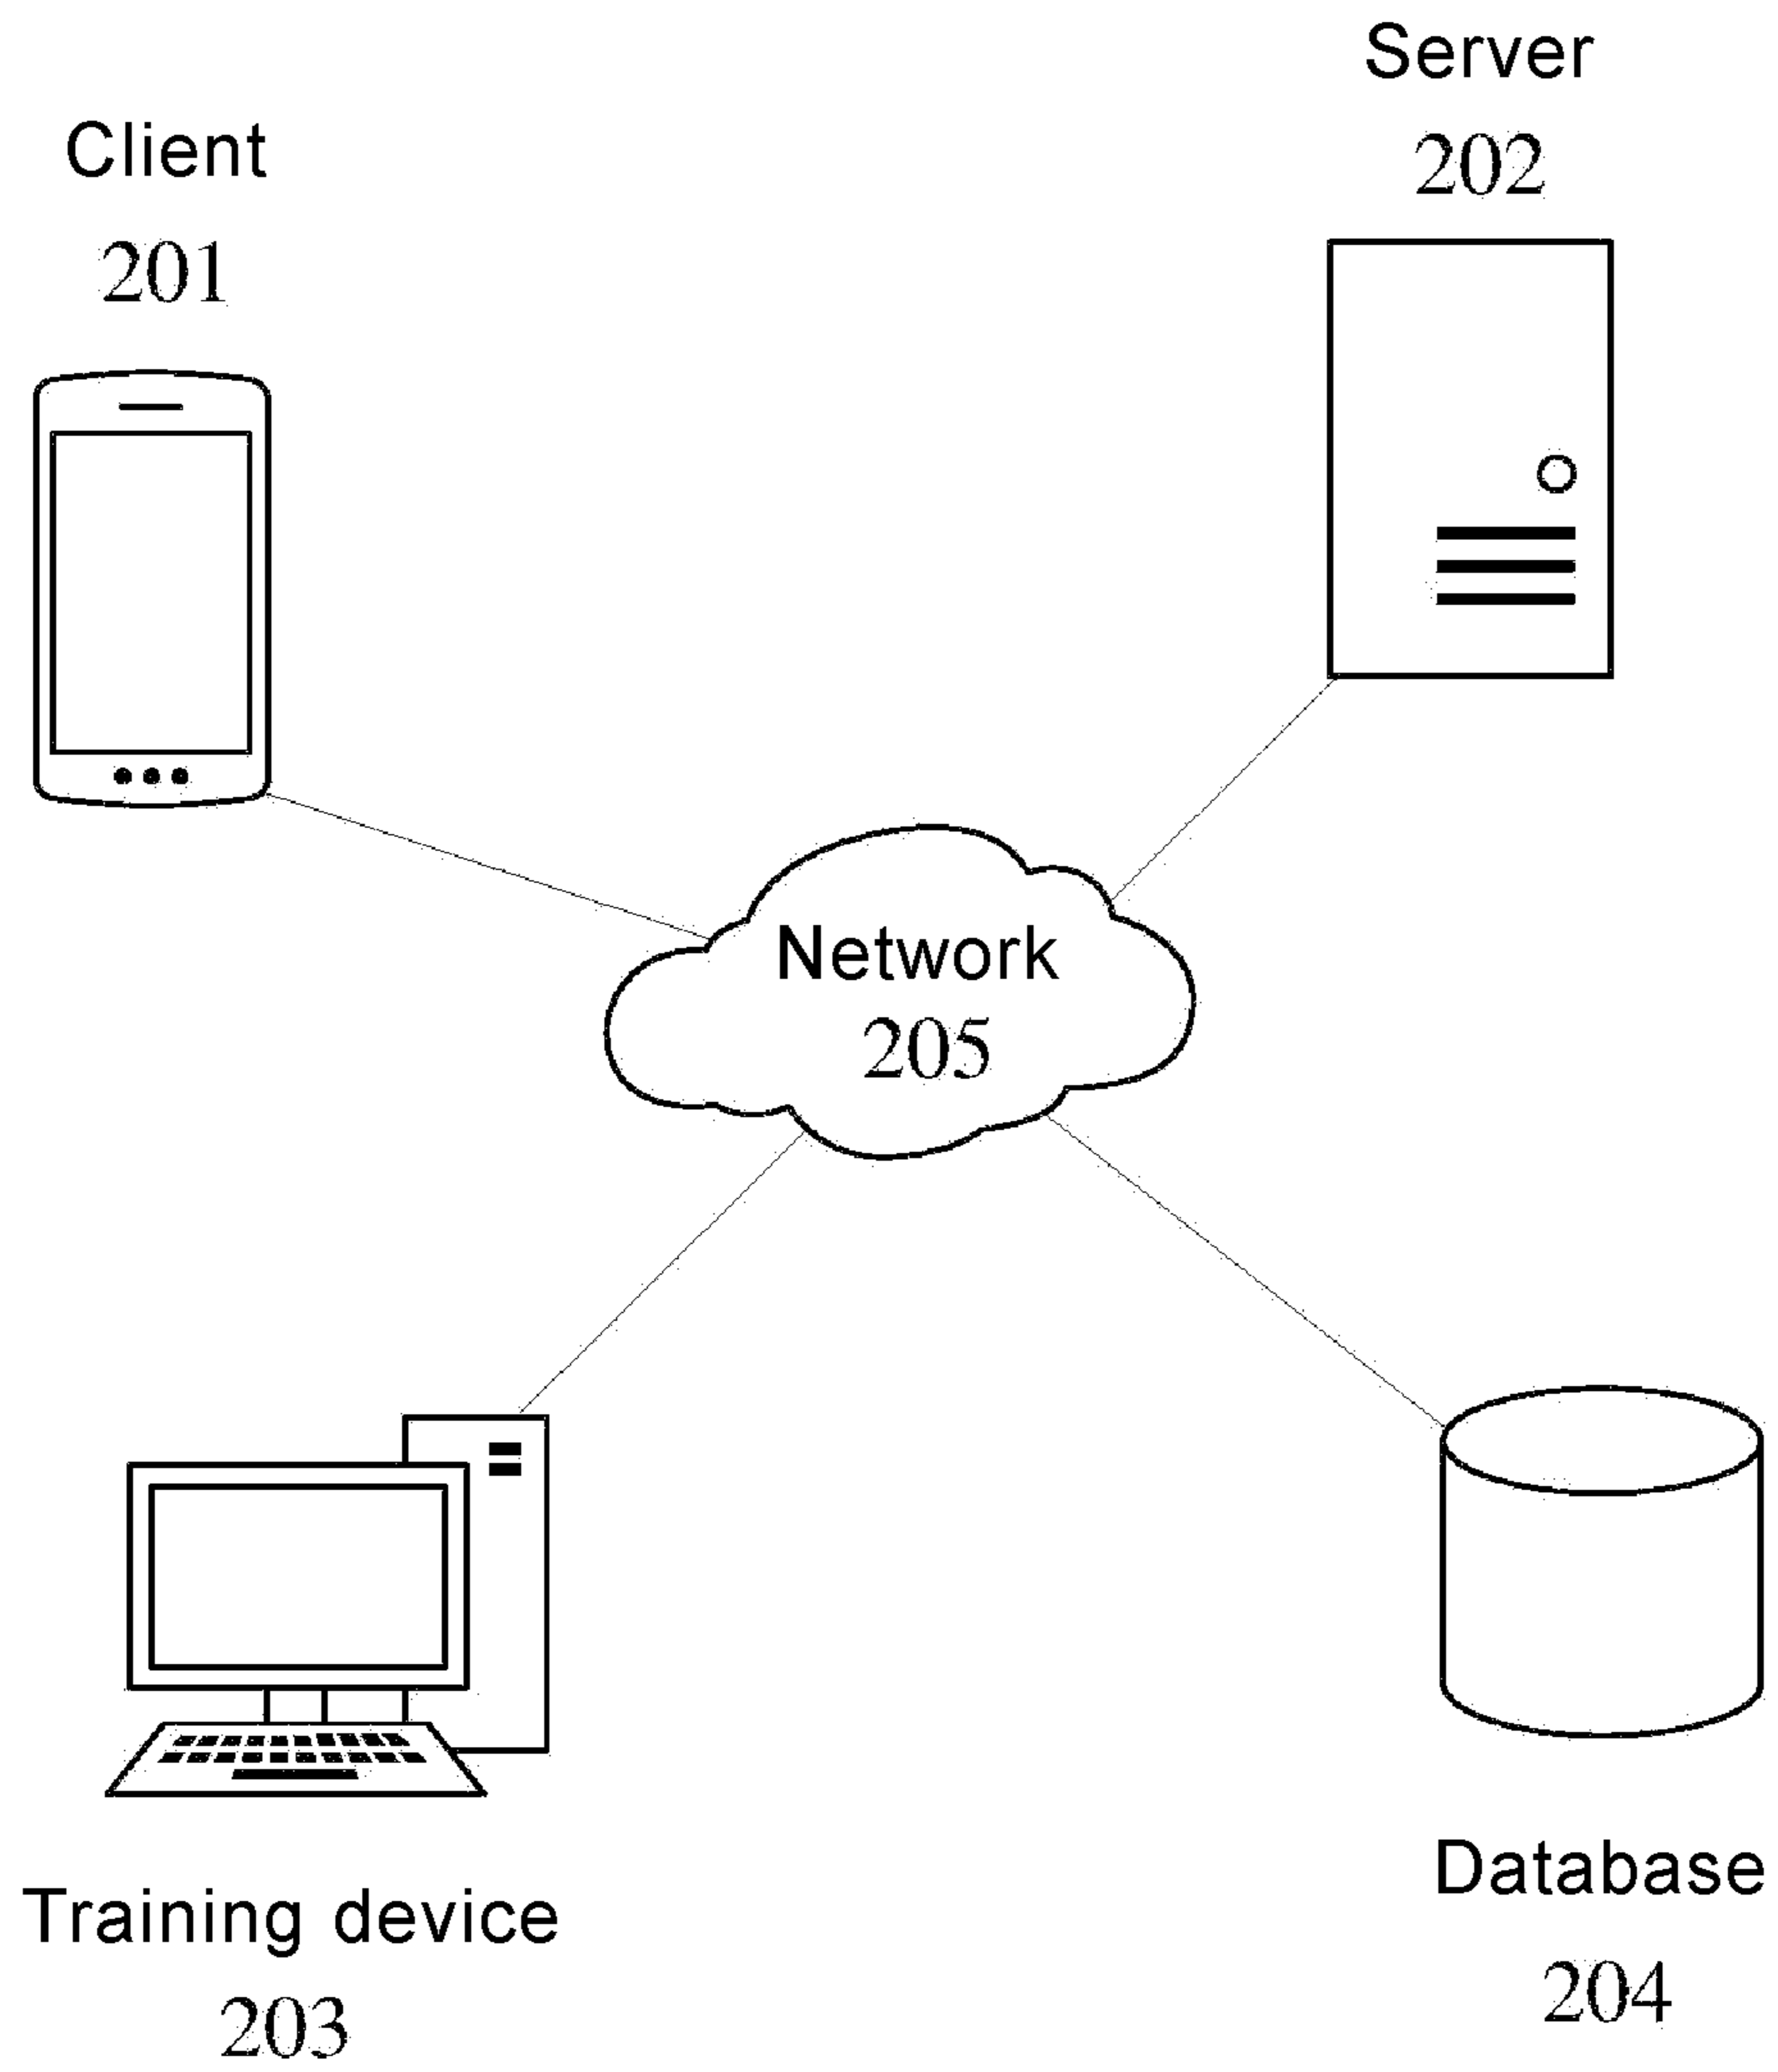 Server
202
Client
201
Network
205
Training device
203
Database
204